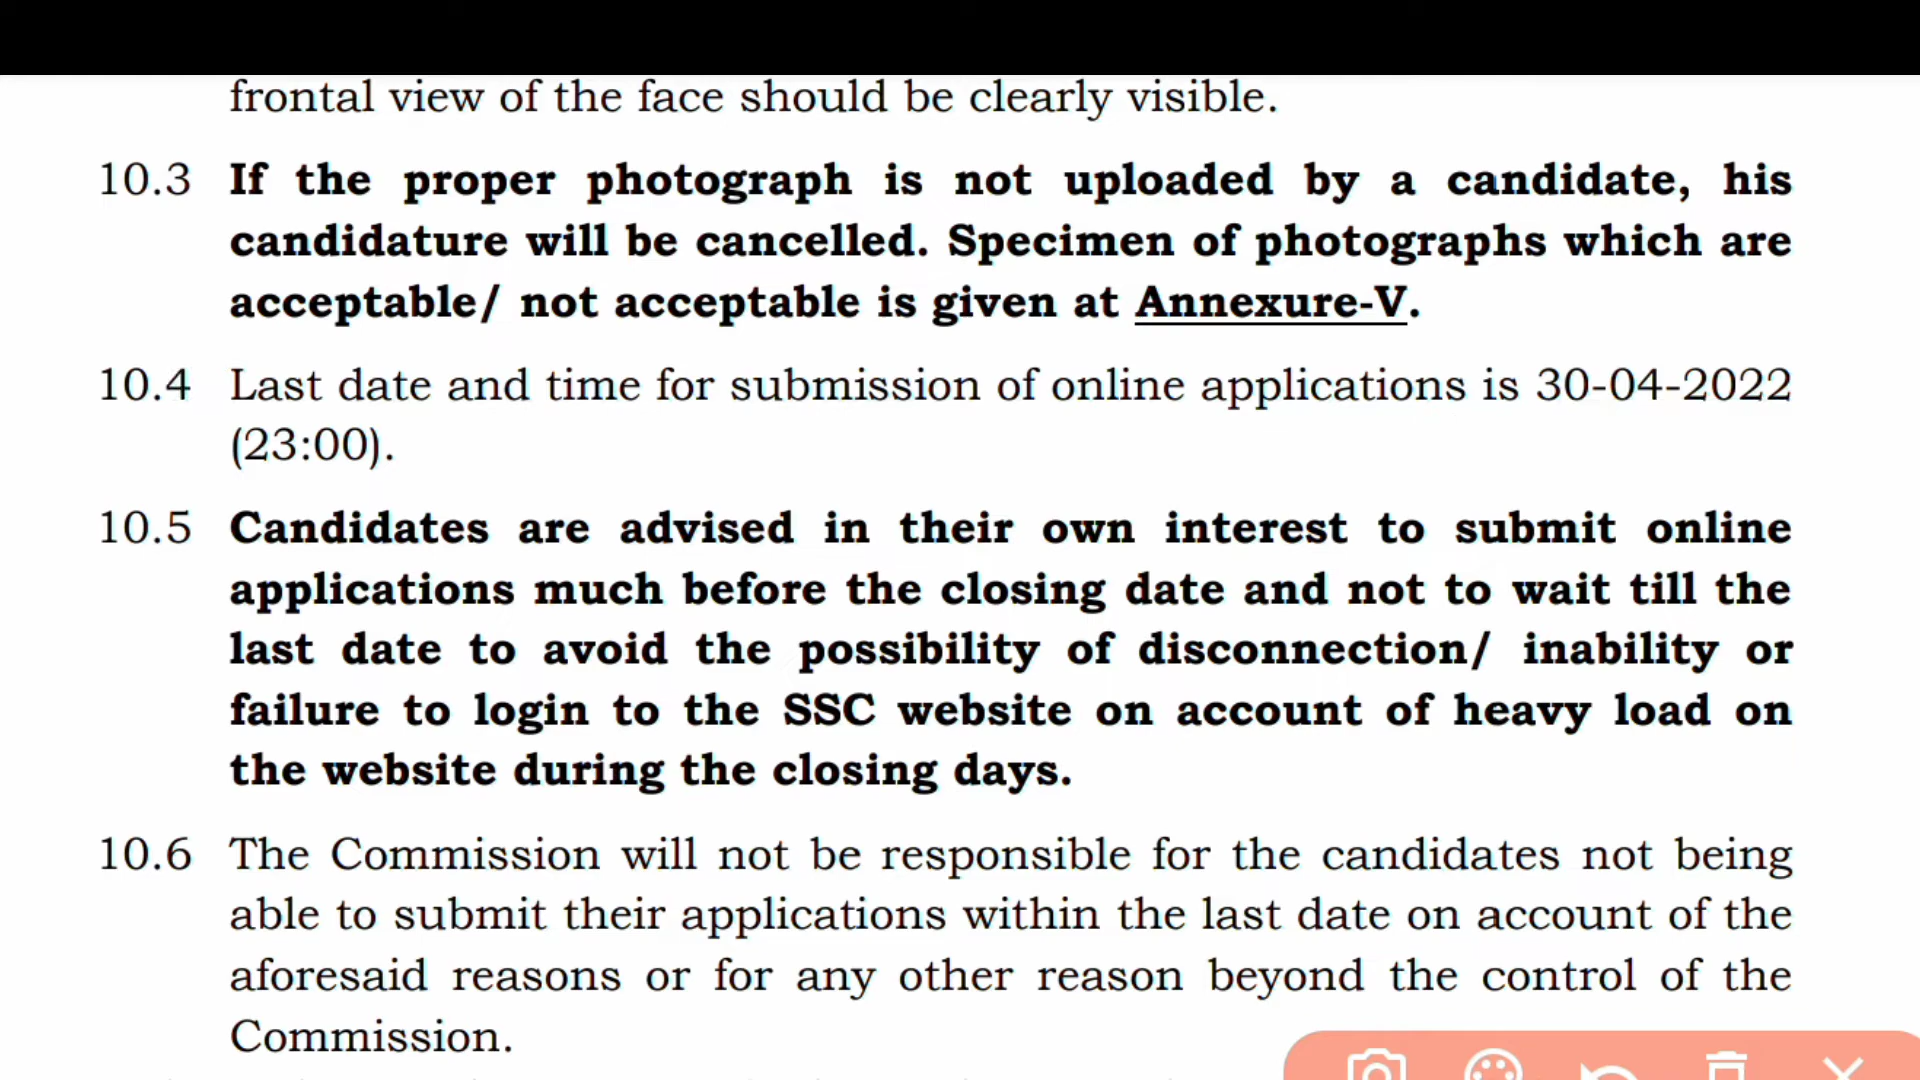 frontal view of the face should be clearly visible.
10.3 If the proper photograph is not uploaded by a candidate, his
candidature will be cancelled. Specimen of photographs which are
acceptable/ not acceptable is given at Annexure-V.
10.4 Last date and time for submission of online applications is 30-04-2022
(23:00).
10.5 Candidates are advised in their own interest to submit online
applications much before the closing date and not to wait till the
last date to avoid the possibility of disconnection/ inability or
failure to login to the SSC website on account of heavy load on
the website during the closing days.
10.6 The Commission will not be responsible for the candidates not being
able to submit their applications within the last date on account of the
aforesaid reasons or for any other reason beyond the control of the
Commission.